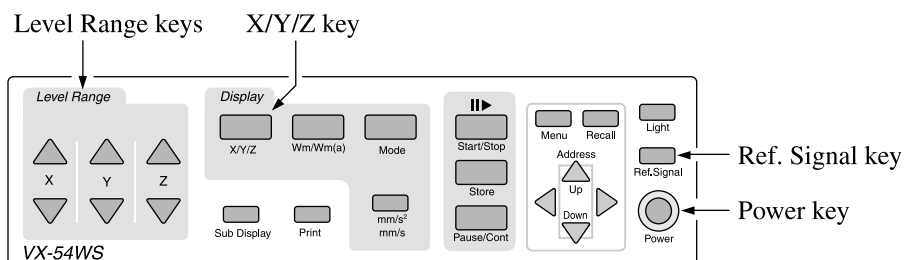 Level Range keys X/Y/Z key
Level Range
Display
X/Y/Z Wm/Wm(a) Mode
X Y Z
mm/s²
mm/s
Sub Display Print
VX-54WS
Start/Stop
Store
Pause/Cont
Menu Recall
Address
Up
Down
Light
Ref.Signal
Power
Ref. Signal key
Power key